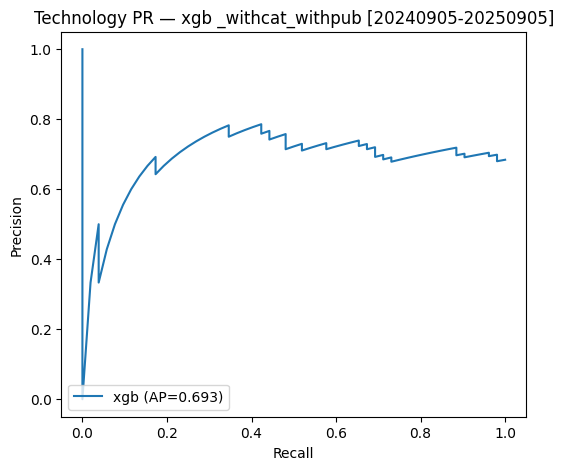 Technology PR — xgb _withcat_withpub [20240905-20250905]
1.0
0.8
0.6
0.4
0.2
0.0
Precision
xgb (AP=0.693)
0.0 0.2 0.4 0.6 0.8 1.0
Recall